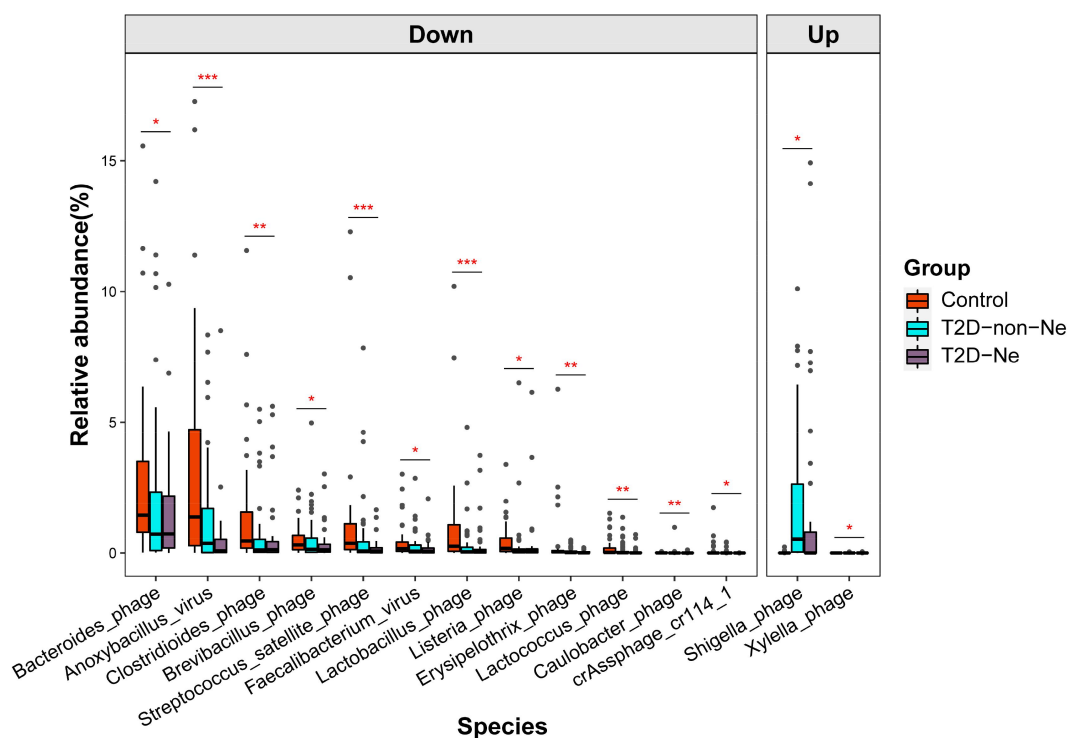 Down
Up
Relative abundance(%)
15
10
5
0
*
***
**
*
***
*
***
*
**
**
**
*
*
*
Bacteroides_phage
Anoxybacillus_virus
Clostridioides_phage
Brevibacillus_phage
Streptococcus_satellite_phage
Faecalibacterium_virus
Lactobacillus_phage
Listeria_phage
Erysipelothrix_phage
Lactococcus_phage
Caulobacter_phage
crAssphage_cr114_1
Shigella_phage
Xylella_phage
Species
Group
Control
T2D-non-Ne
T2D-Ne